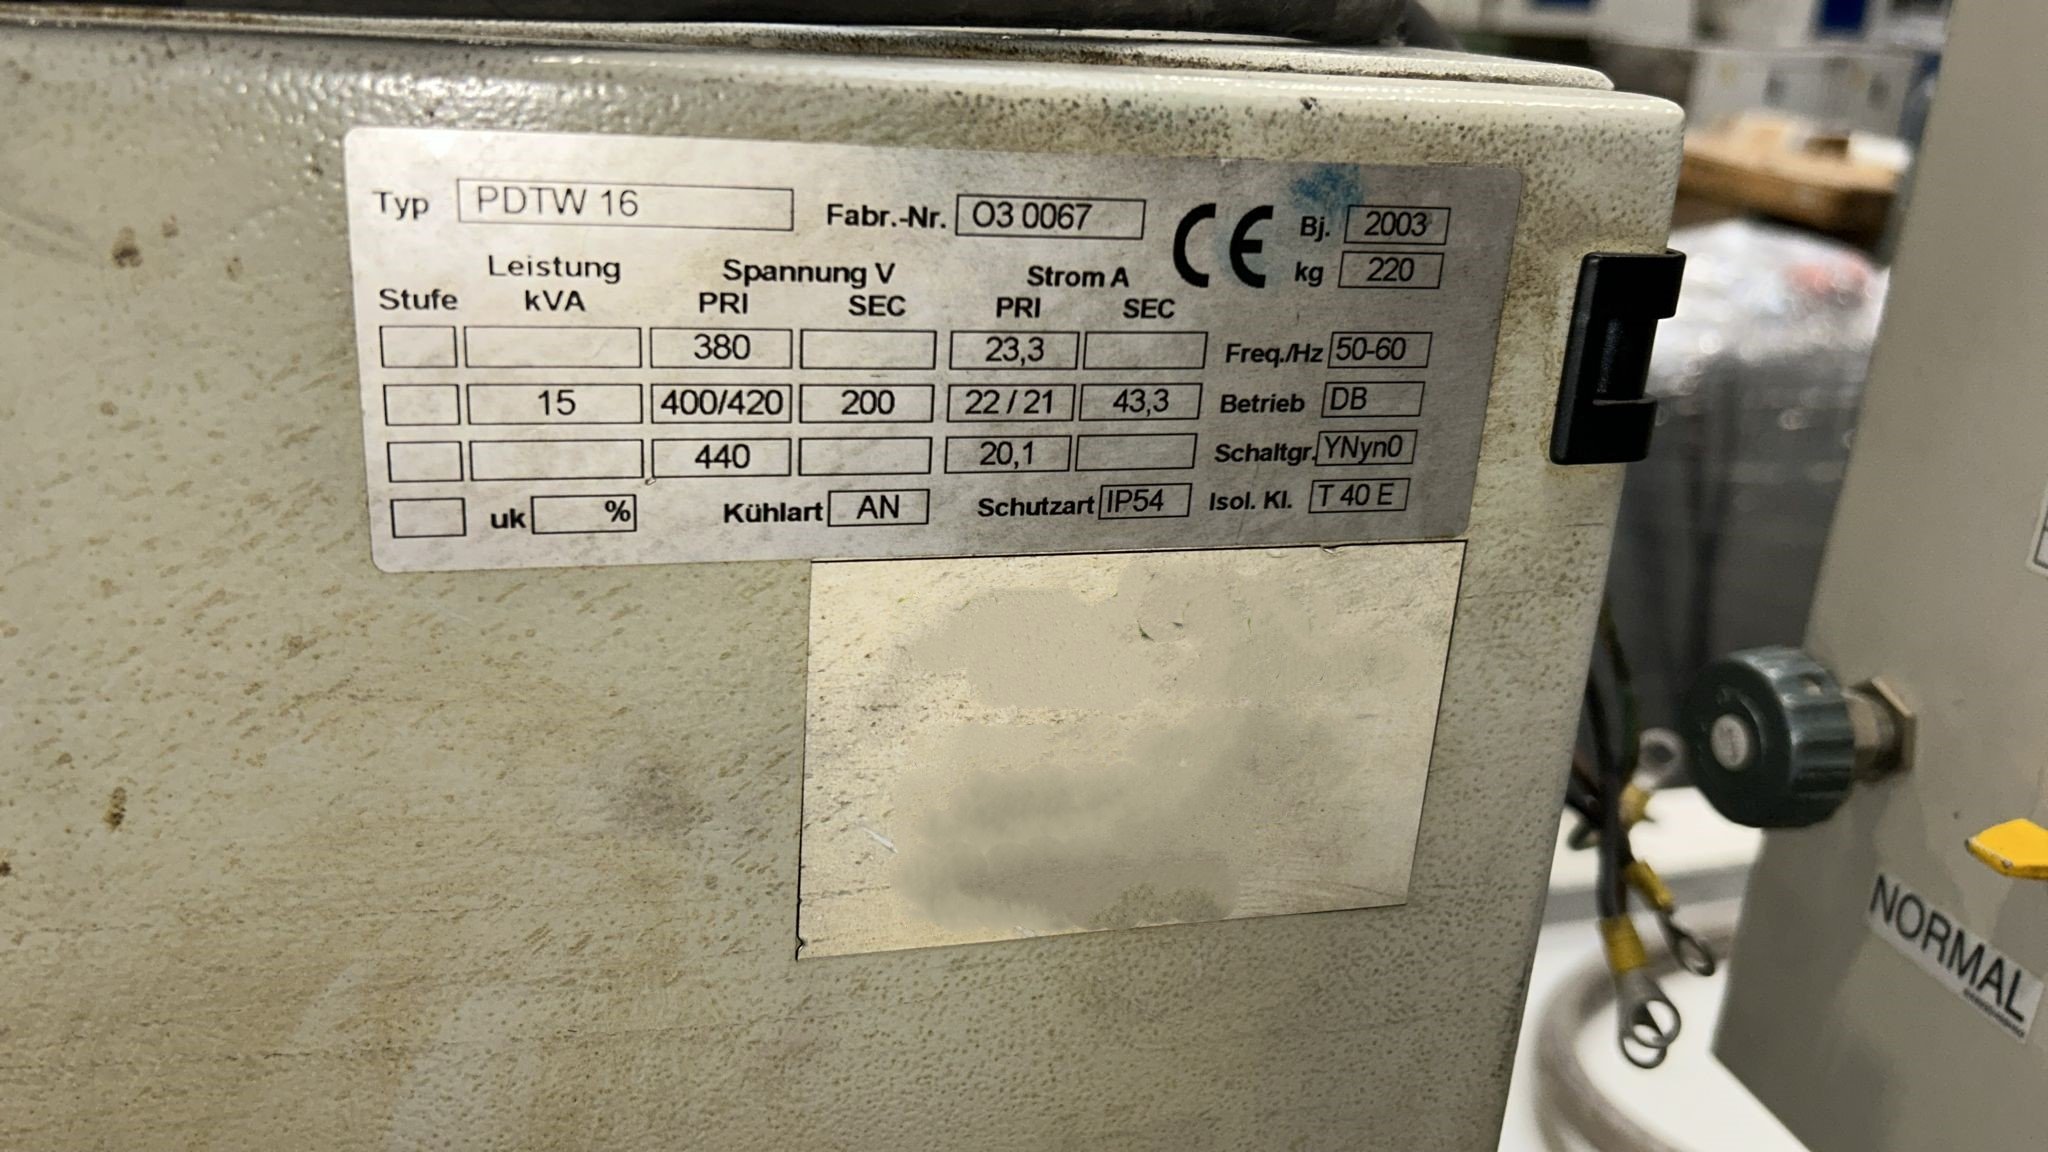 Typ PDTW 16 Fabr.-Nr. O3 0067 CE Bj. 2003
kg 220
Leistung Spannung V Strom A
Stufe kVA PRI SEC PRI SEC
380 23,3 Freq./Hz 50-60
15 400/420 200 22 / 21 43,3 Betrieb DB
440 20,1 Schaltgr. YNyn0
uk % Kühlart AN Schutzart IP54 Isol. Kl. T 40 E
NORMAL